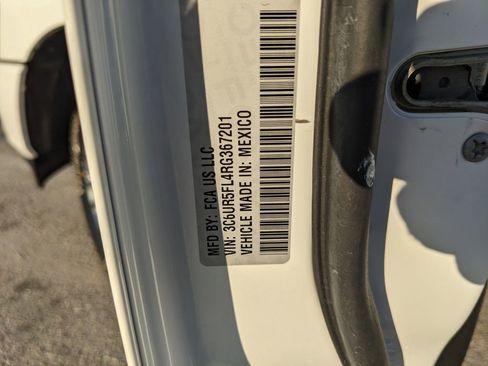 MFD BY: FCA US LLC
VIN: 3C6UR5FL4RG367201
VEHICLE MADE IN: MEXICO